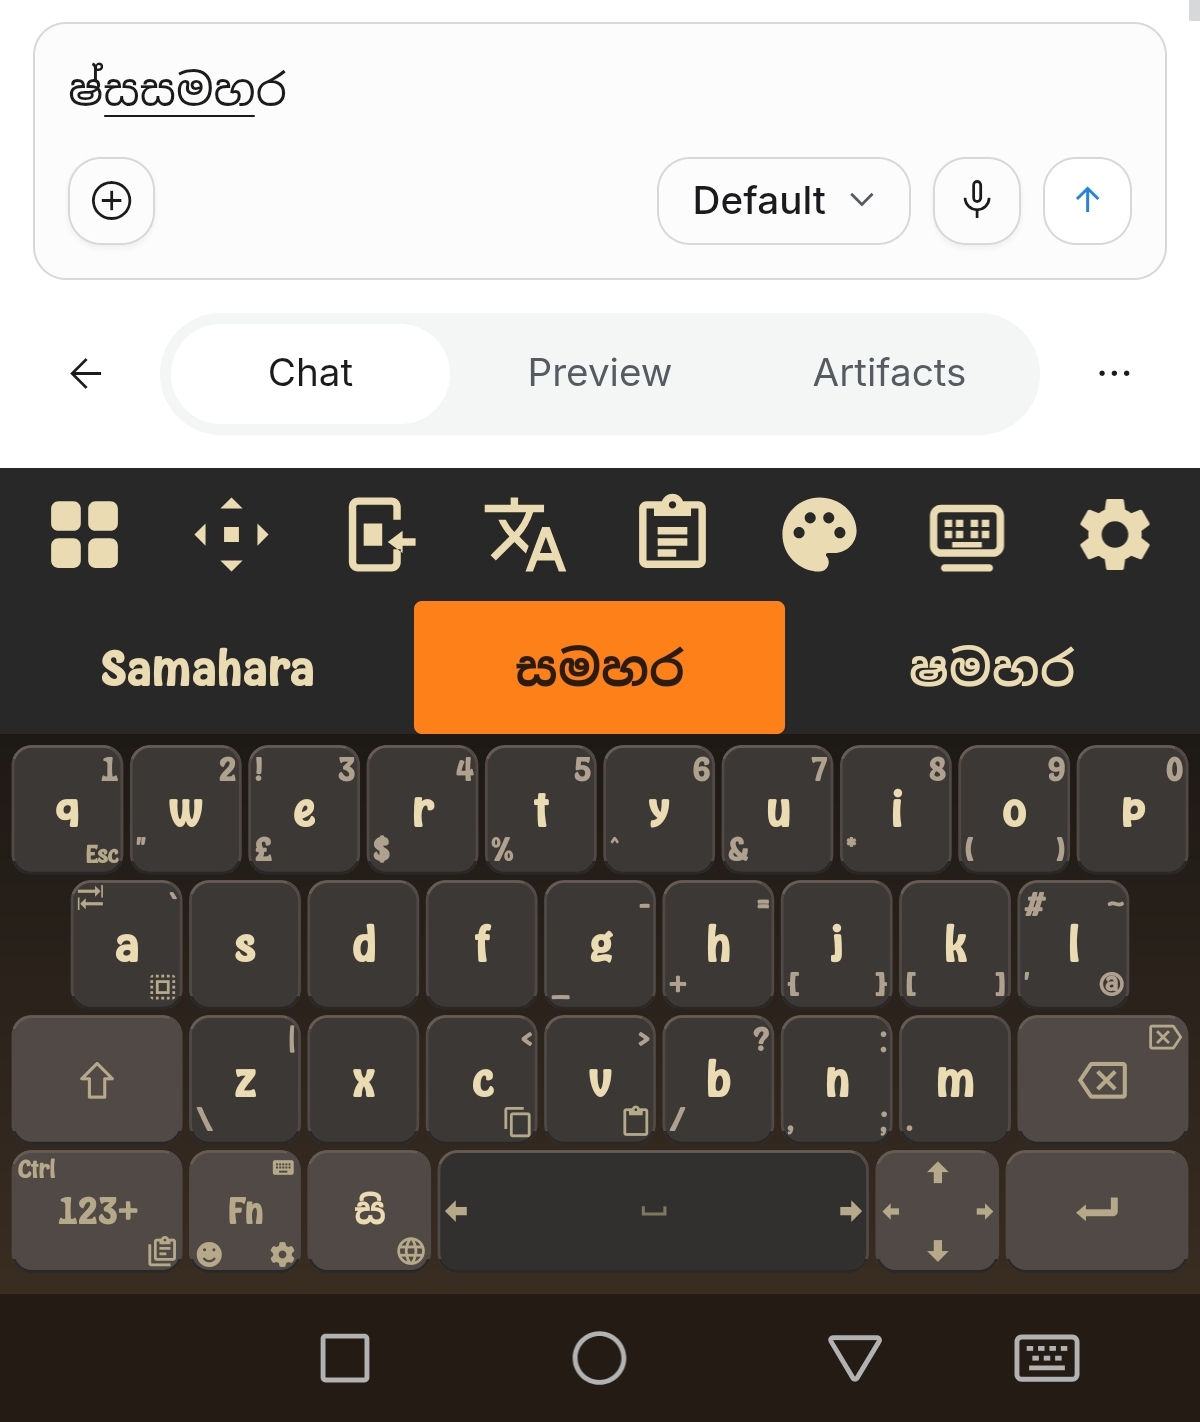 ෂ්සසමහර
Default
Chat Preview Artifacts
Samahara සමහර ෂමහර
1 2 ! 3 4 5 6 7 8 9 0
q w e r t y u i o p
Esc " £ $ % ^ & * ( )
` - = # ~
a s d f g h j k l
_ + { } [ ] ' @
| < > ? :
z x c v b n m
\ / , ; .
Ctrl
123+ Fn සි